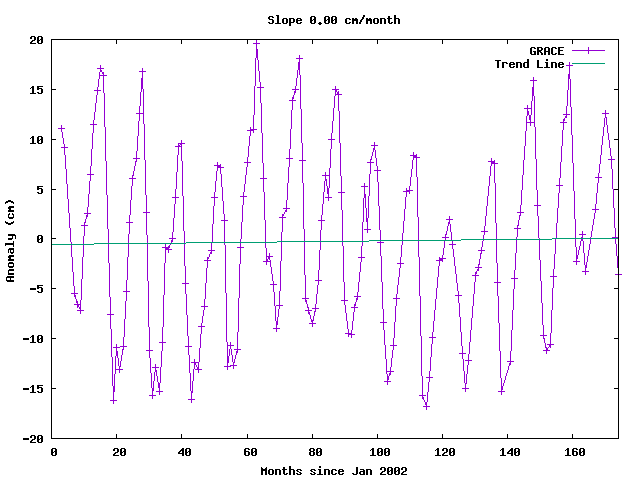 Slope 0.00 cm/month
GRACE
Trend Line
20
15
10
5
0
-5
-10
-15
-20
Anomaly (cm)
0 20 40 60 80 100 120 140 160
Months since Jan 2002